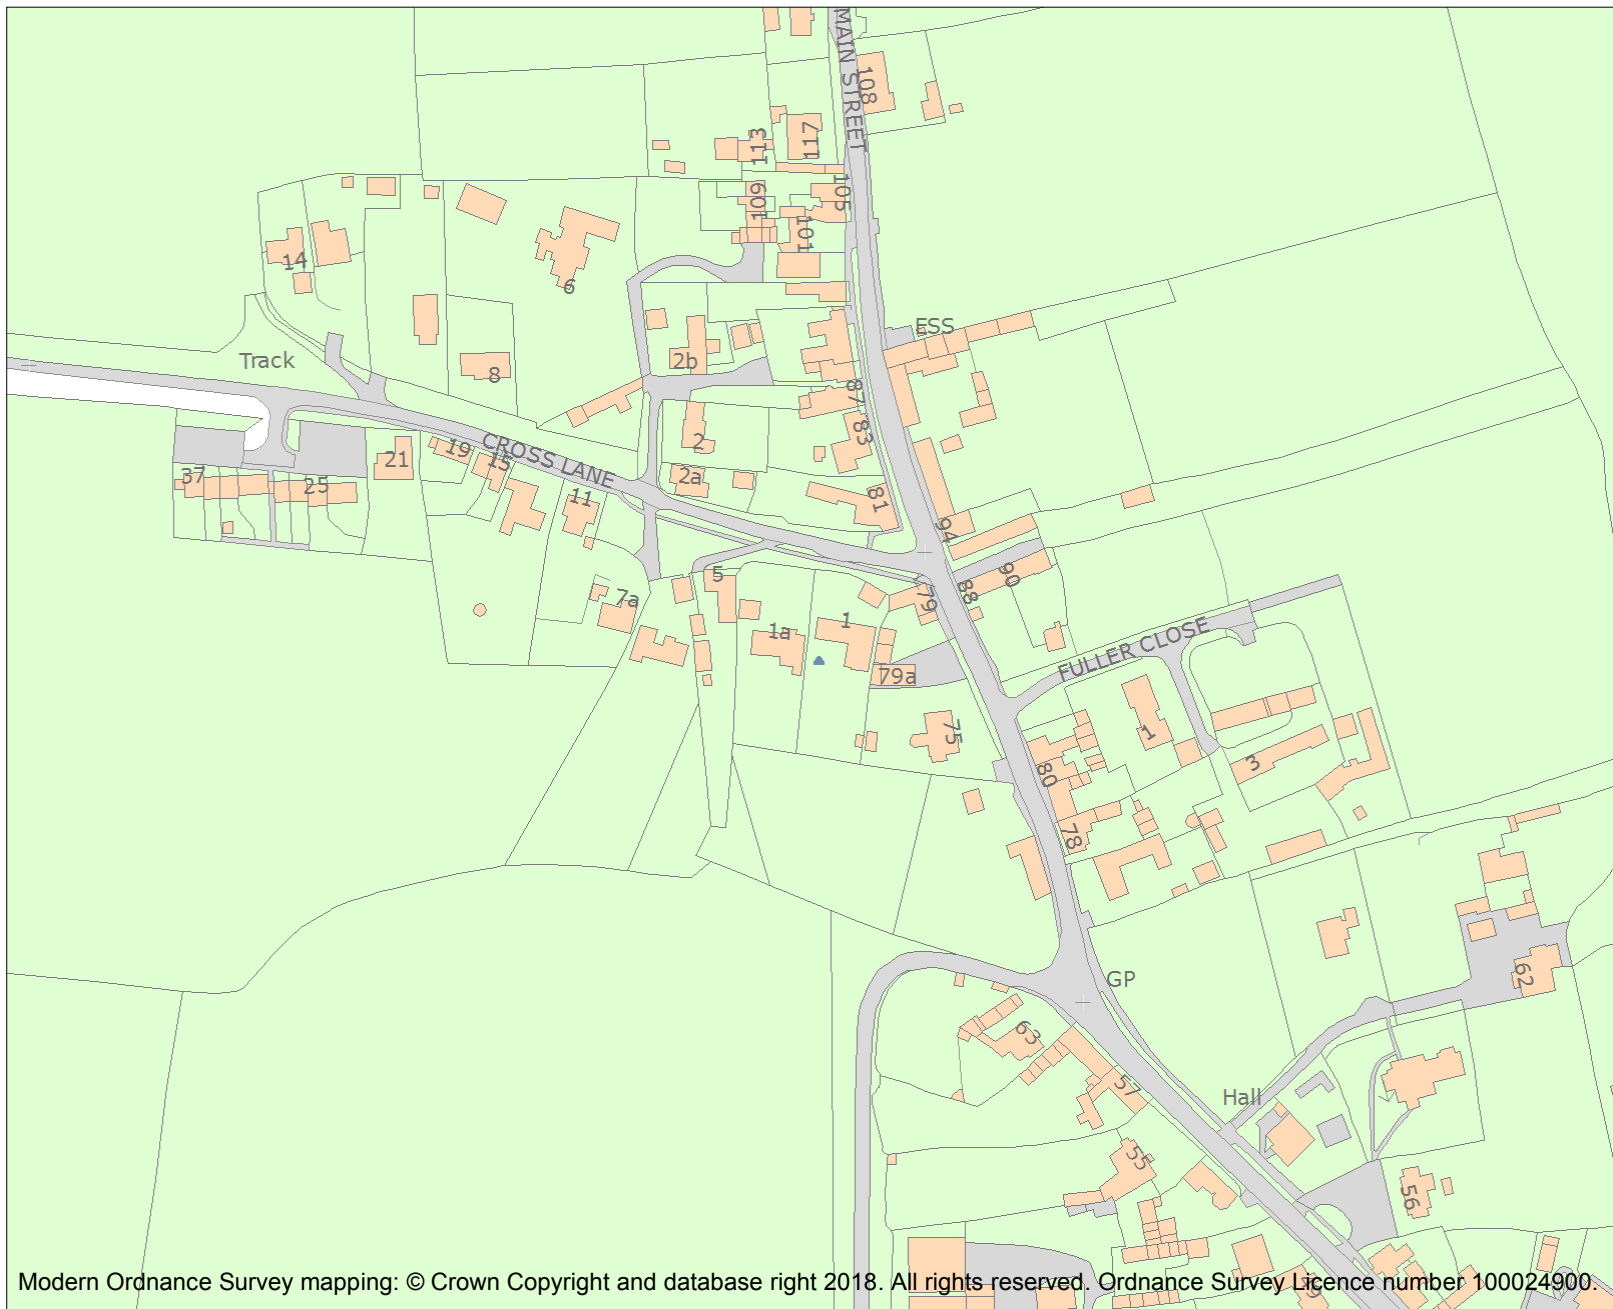 MAIN STREET
108
117
113
105
109
101
14
6
ESS
Track
2b
8
87
83
2
CROSS LANE
19
15
21
37
25
2a
11
81
94
90
88
79
5
7a
1
1a
FULLER CLOSE
79a
75
1
3
80
78
62
GP
63
57
Hall
55
56
49
Modern Ordnance Survey mapping: © Crown Copyright and database right 2018. All rights reserved. Ordnance Survey Licence number 100024900.